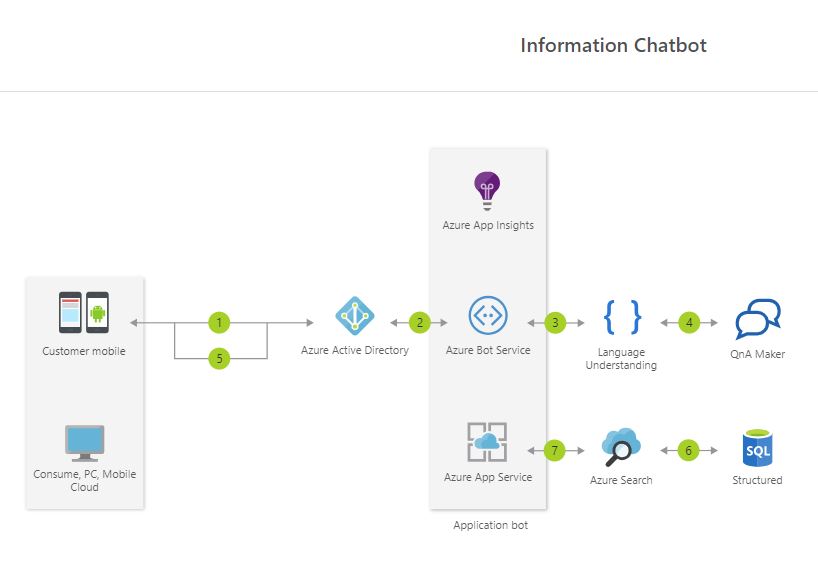 Information Chatbot
Azure App Insights
Customer mobile
1
5
Azure Active Directory
2
Azure Bot Service
3
Language
Understanding
4
QnA Maker
Consume, PC, Mobile
Cloud
Azure App Service
7
Azure Search
6
SQL
Structured
Application bot